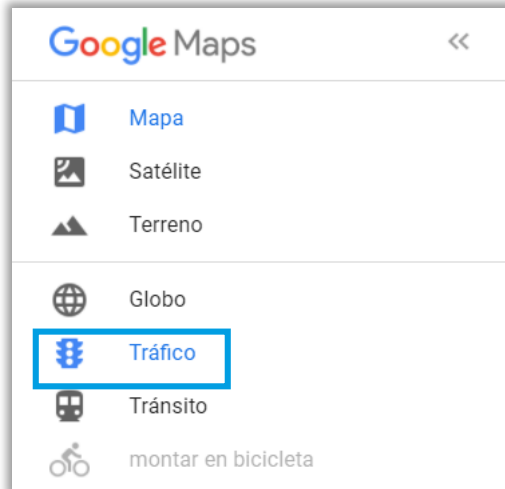 Google Maps
Mapa
Satélite
Terreno
Globo
Tráfico
Tránsito
montar en bicicleta